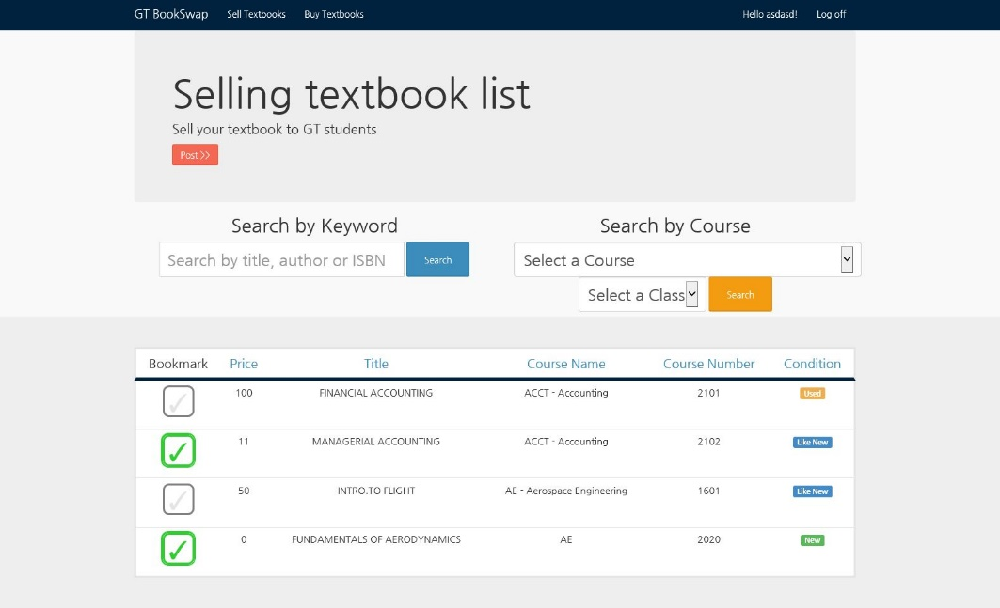 GT BookSwap Sell Textbooks Buy Textbooks Hello asdasd! Log off
Selling textbook list
Sell your textbook to GT students
Post >>
Search by Keyword
Search by title, author or ISBN Search
Search by Course
Select a Course
Select a Class Search
Bookmark Price Title Course Name Course Number Condition
100 FINANCIAL ACCOUNTING ACCT - Accounting 2101 Used
11 MANAGERIAL ACCOUNTING ACCT - Accounting 2102 Like New
50 INTRO.TO FLIGHT AE - Aerospace Engineering 1601 Like New
0 FUNDAMENTALS OF AERODYNAMICS AE 2020 New